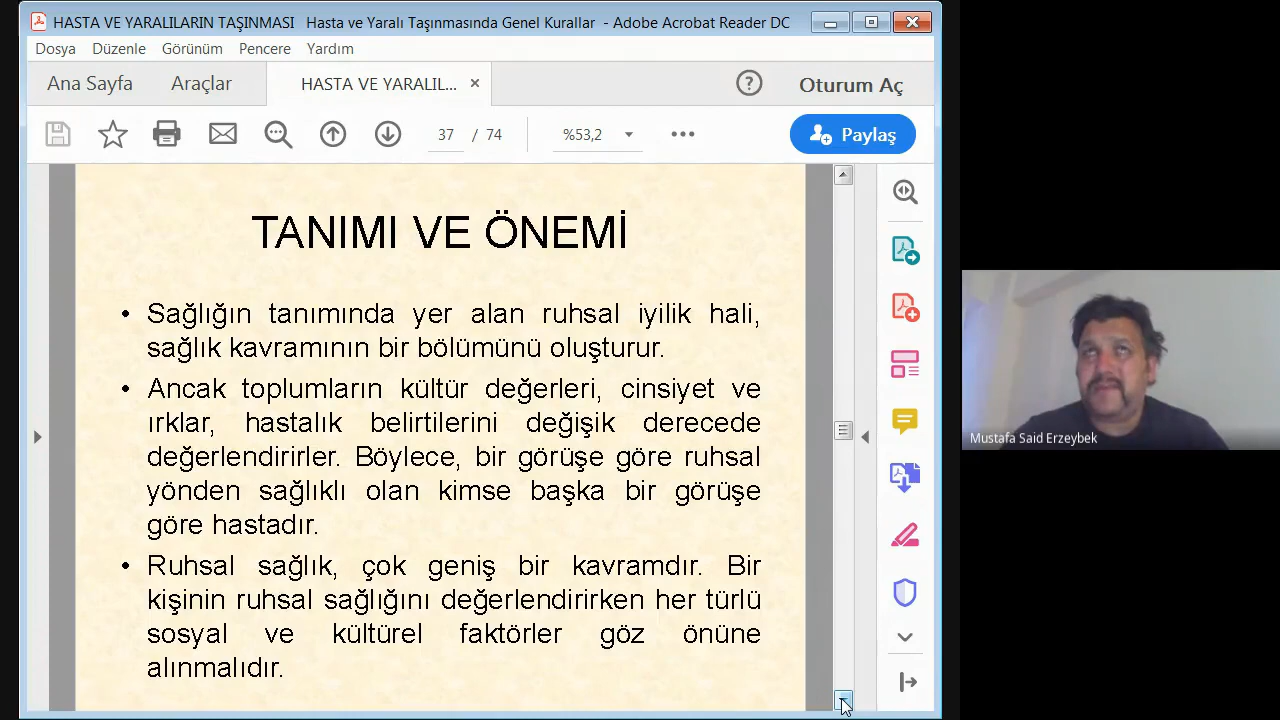 HASTA VE YARALILARIN TAŞINMASI   Hasta ve Yaralı Taşınmasında Genel Kurallar  - Adobe Acrobat Reader DC
Dosya Düzenle Görünüm Pencere Yardım
Ana Sayfa Araçlar HASTA VE YARALIL... × Oturum Aç
37 / 74 %53,2 Paylaş
TANIMI VE ÖNEMİ
• Sağlığın tanımında yer alan ruhsal iyilik hali,
sağlık kavramının bir bölümünü oluşturur.
• Ancak toplumların kültür değerleri, cinsiyet ve
ırklar, hastalık belirtilerini değişik derecede
değerlendirirler. Böylece, bir görüşe göre ruhsal
yönden sağlıklı olan kimse başka bir görüşe
göre hastadır.
• Ruhsal sağlık, çok geniş bir kavramdır. Bir
kişinin ruhsal sağlığını değerlendirirken her türlü
sosyal ve kültürel faktörler göz önüne
alınmalıdır.
Mustafa Said Erzeybek